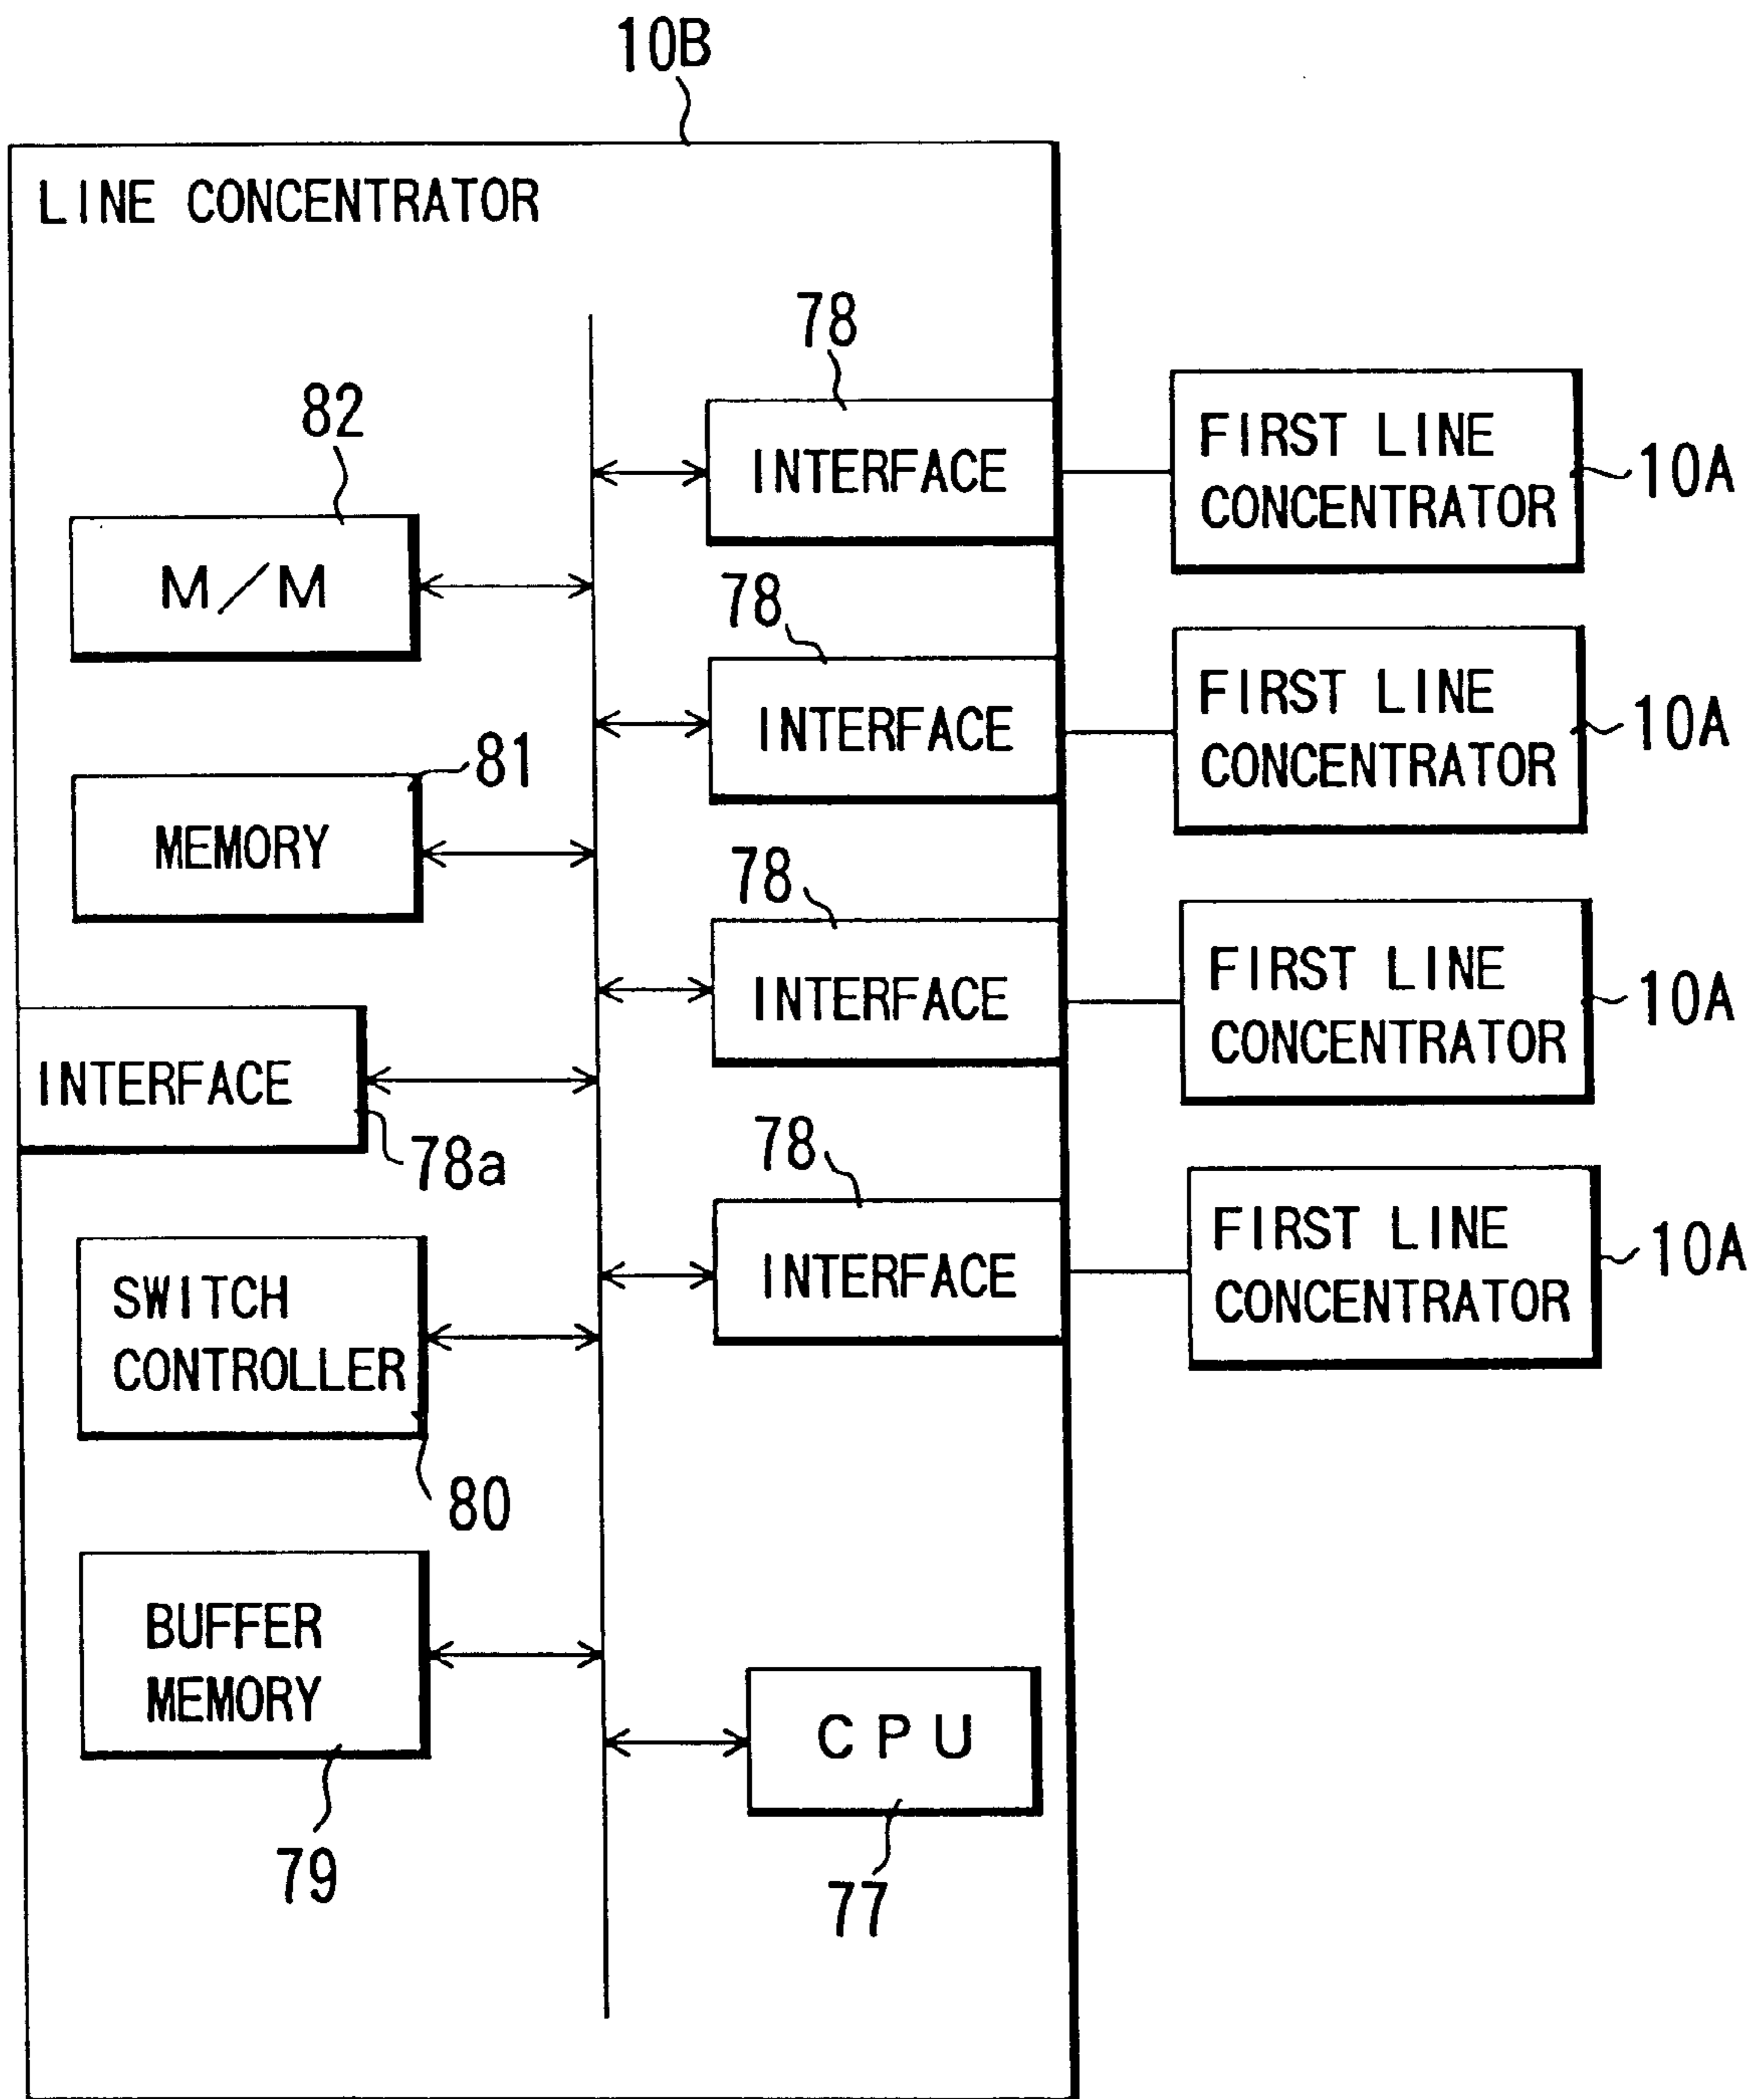 10B
LINE CONCENTRATOR
78
INTERFACE
FIRST LINE
CONCENTRATOR
10A
82
M/M
78
INTERFACE
FIRST LINE
CONCENTRATOR
10A
81
MEMORY
78
INTERFACE
FIRST LINE
CONCENTRATOR
10A
INTERFACE
78a
78
INTERFACE
FIRST LINE
CONCENTRATOR
10A
SWITCH
CONTROLLER
80
BUFFER
MEMORY
79
CPU
77